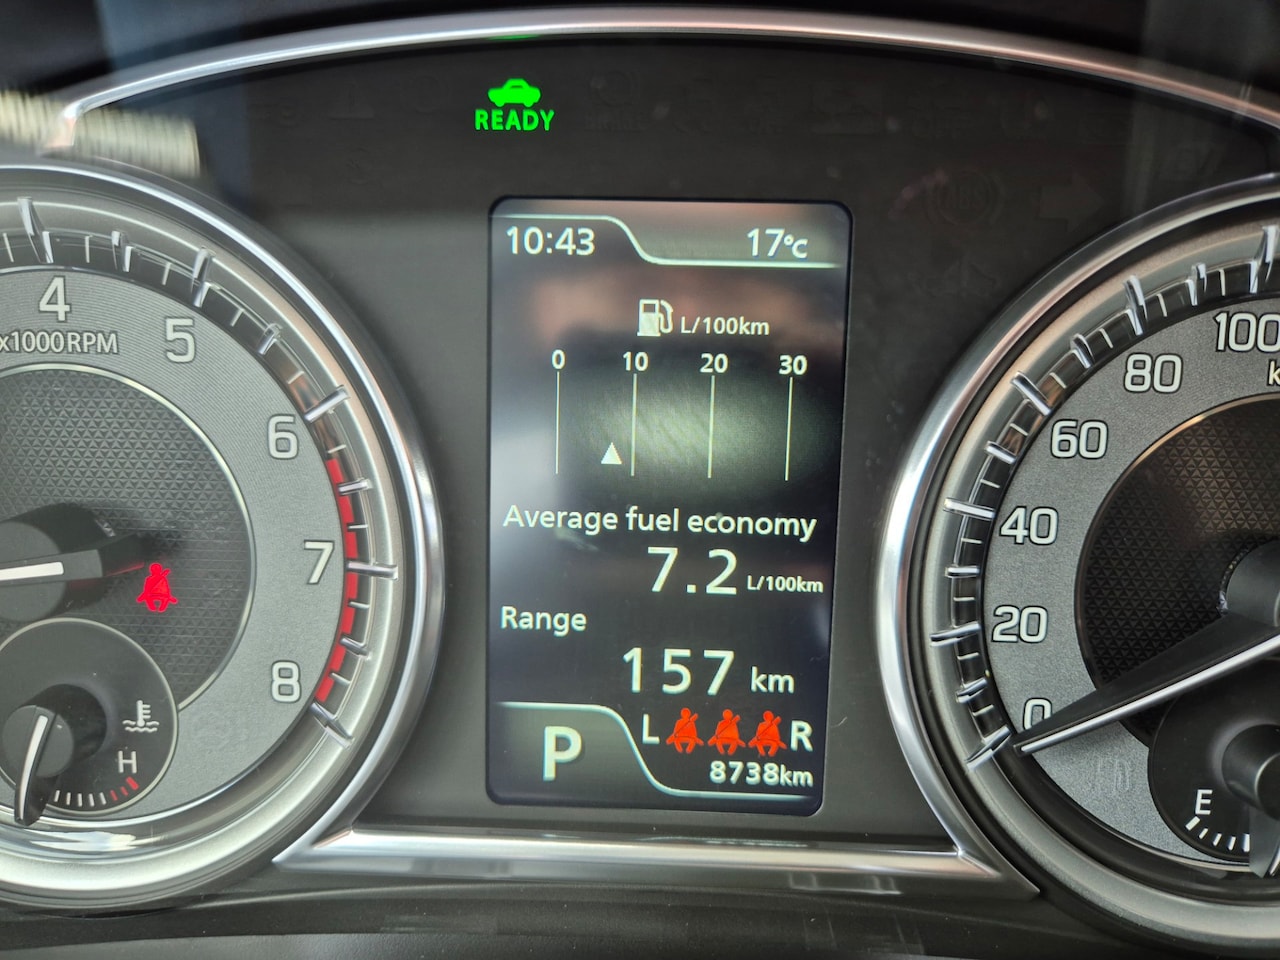 READY
10:43 17°C
L/100km
0 10 20 30
Average fuel economy
7.2 L/100km
Range
157 km
L R
P
8738km
4
x1000RPM
5
6
7
8
H
100
80
60
40
20
0
E